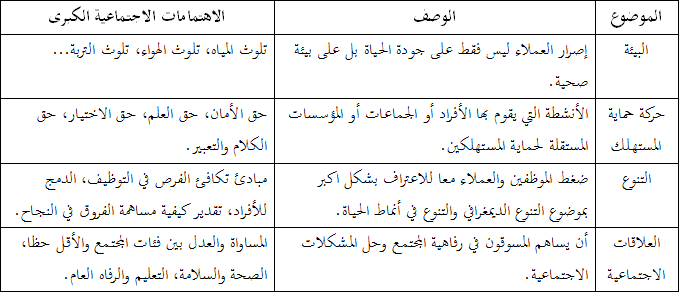 الموضوع الوصف الاهتمامات الاجتماعية الكبرى
البيئة إصرار العملاء ليس فقط على جودة الحياة بل على بيئة تلوث المياه، تلوث الهواء، تلوث التربة...
صحية.
حركة حماية الأنشطة التي يقوم بها الأفراد أو الجماعات أو المؤسسات حق الأمان، حق العلم، حق الاختيار، حق
المستهلك المستقلة لحماية المستهلكين. الكلام والتعبير.
التنوع ضغط الموظفين والعملاء معا للاعتراف بشكل اكبر مبادئ تكافئ الفرص في التوظيف، الدمج
بموضوع التنوع الديمغرافي والتنوع في أنماط الحياة. للأفراد، تقدير كيفية مساهمة الفروق في النجاح.
العلاقات أن يساهم المسوقون في رفاهية المجتمع وحل المشكلات المساواة والعدل بين فئات المجتمع والأقل حظا،
الاجتماعية الاجتماعية. الصحة والسلامة، التعليم والرفاه العام.